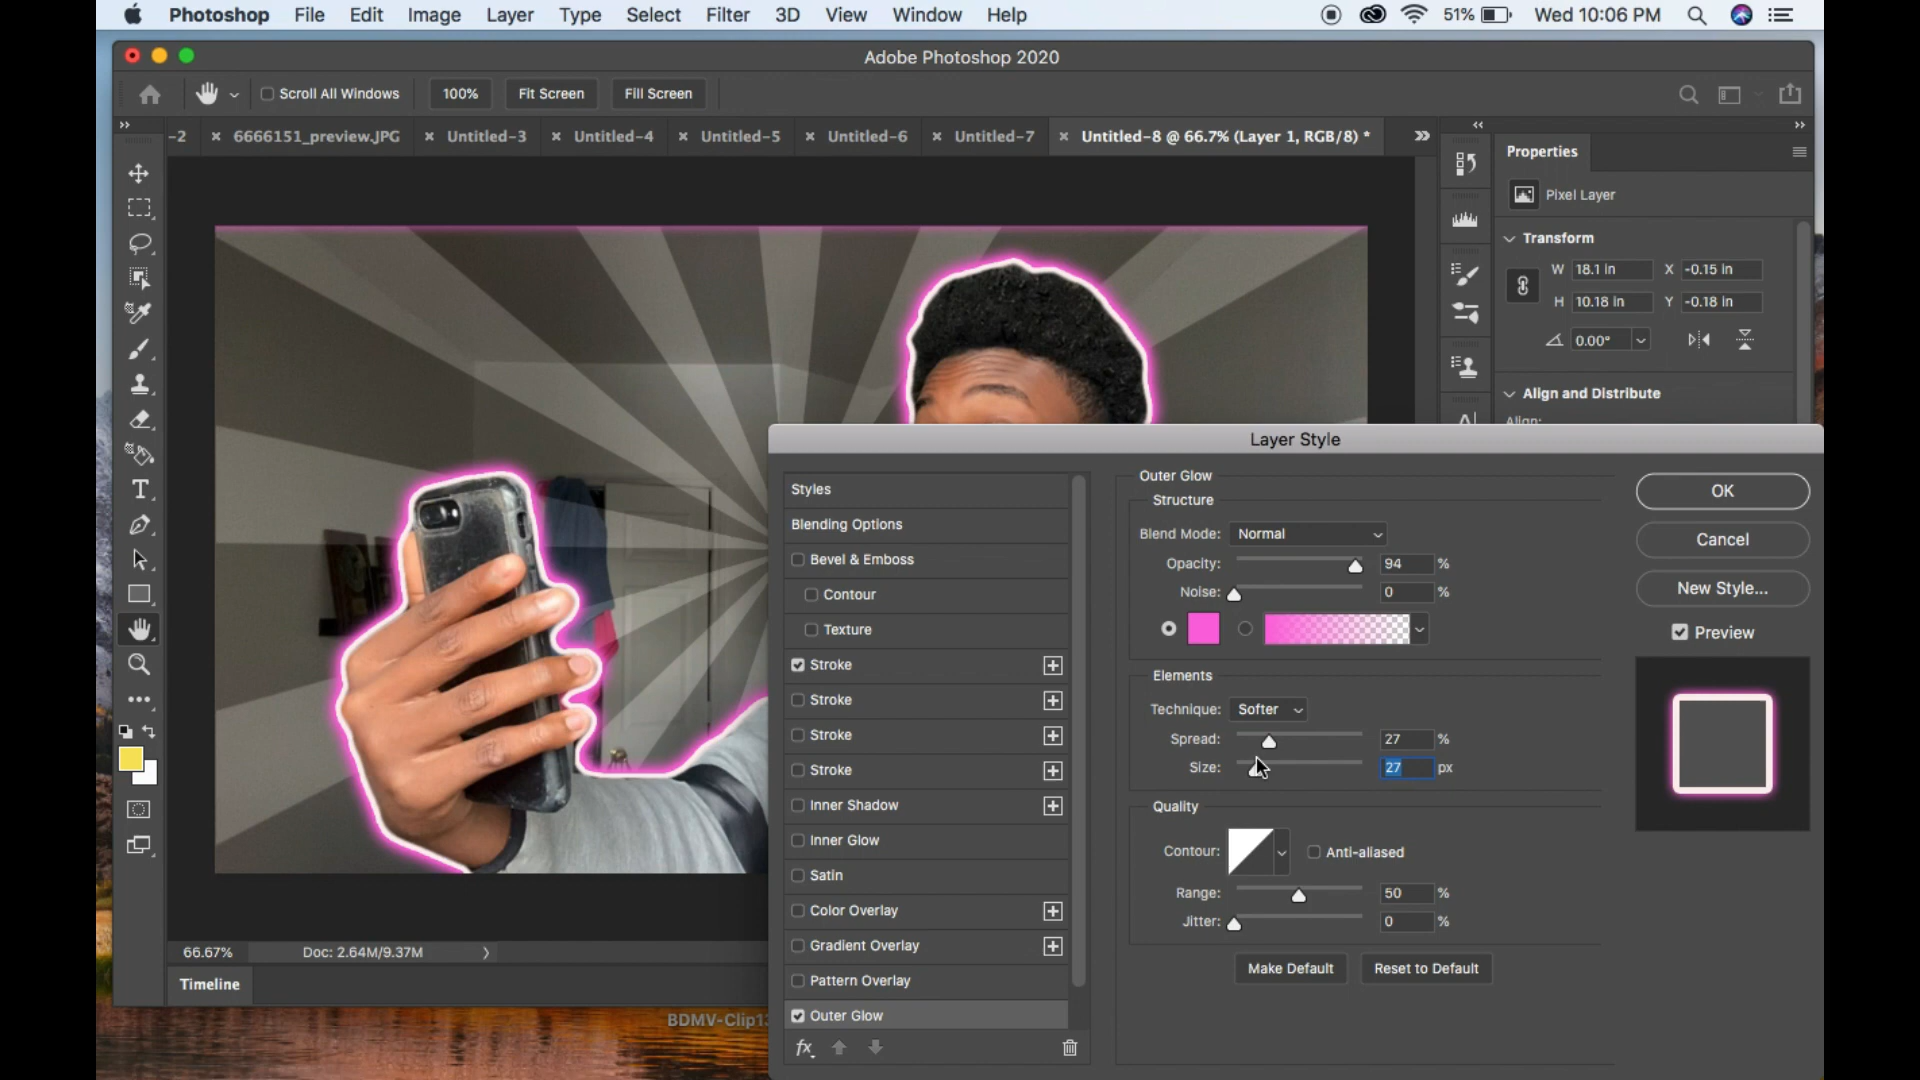 Photoshop File Edit Image Layer Type Select Filter 3D View Window Help 51% Wed 10:06 PM
Adobe Photoshop 2020
Scroll All Windows 100% Fit Screen Fill Screen
-2 × 6666151_preview.JPG × Untitled-3 × Untitled-4 × Untitled-5 × Untitled-6 × Untitled-7 × Untitled-8 @ 66.7% (Layer 1, RGB/8) *
Properties
Pixel Layer
Transform
W 18.1 in X -0.15 in
H 10.18 in Y -0.18 in
0.00°
Align and Distribute
Align:
Layer Style
Styles
Blending Options
Bevel & Emboss
Contour
Texture
Stroke
Stroke
Stroke
Stroke
Inner Shadow
Inner Glow
Satin
Color Overlay
Gradient Overlay
Pattern Overlay
Outer Glow
fx
Outer Glow
Structure
Blend Mode: Normal
Opacity: 94 %
Noise: 0 %
Elements
Technique: Softer
Spread: 27 %
Size: 27 px
Quality
Contour: Anti-aliased
Range: 50 %
Jitter: 0 %
Make Default Reset to Default
OK
Cancel
New Style...
Preview
66.67% Doc: 2.64M/9.37M
Timeline